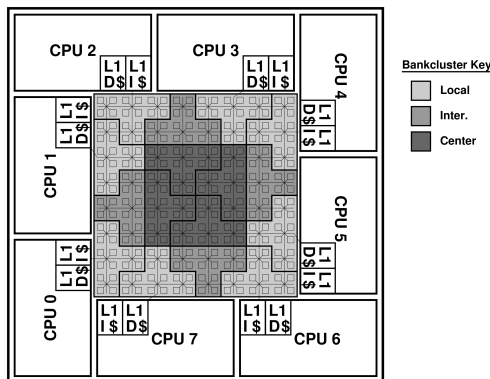 CPU 2
L1 L1
D$ I $
CPU 3
L1 L1
D$ I $
CPU 4
L1
D$
L1
I $
Bankcluster Key
Local
Inter.
Center
CPU 1
L1
I $
L1
D$
CPU 5
L1
D$
L1
I $
CPU 0
L1
I $
L1
D$
L1 L1
I $ D$
CPU 7
L1 L1
I $ D$
CPU 6